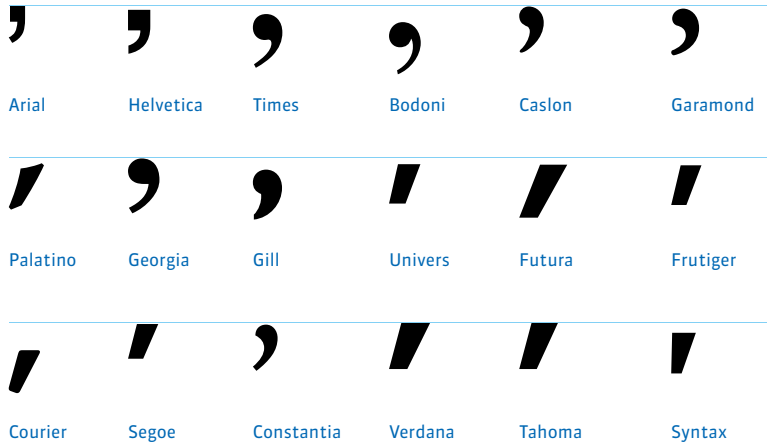 ’ ’ ’ ’ ’ ’
Arial Helvetica Times Bodoni Caslon Garamond
’ ’ ’ ’ ’ ’
Palatino Georgia Gill Univers Futura Frutiger
’ ’ ’ ’ ’ ’
Courier Segoe Constantia Verdana Tahoma Syntax